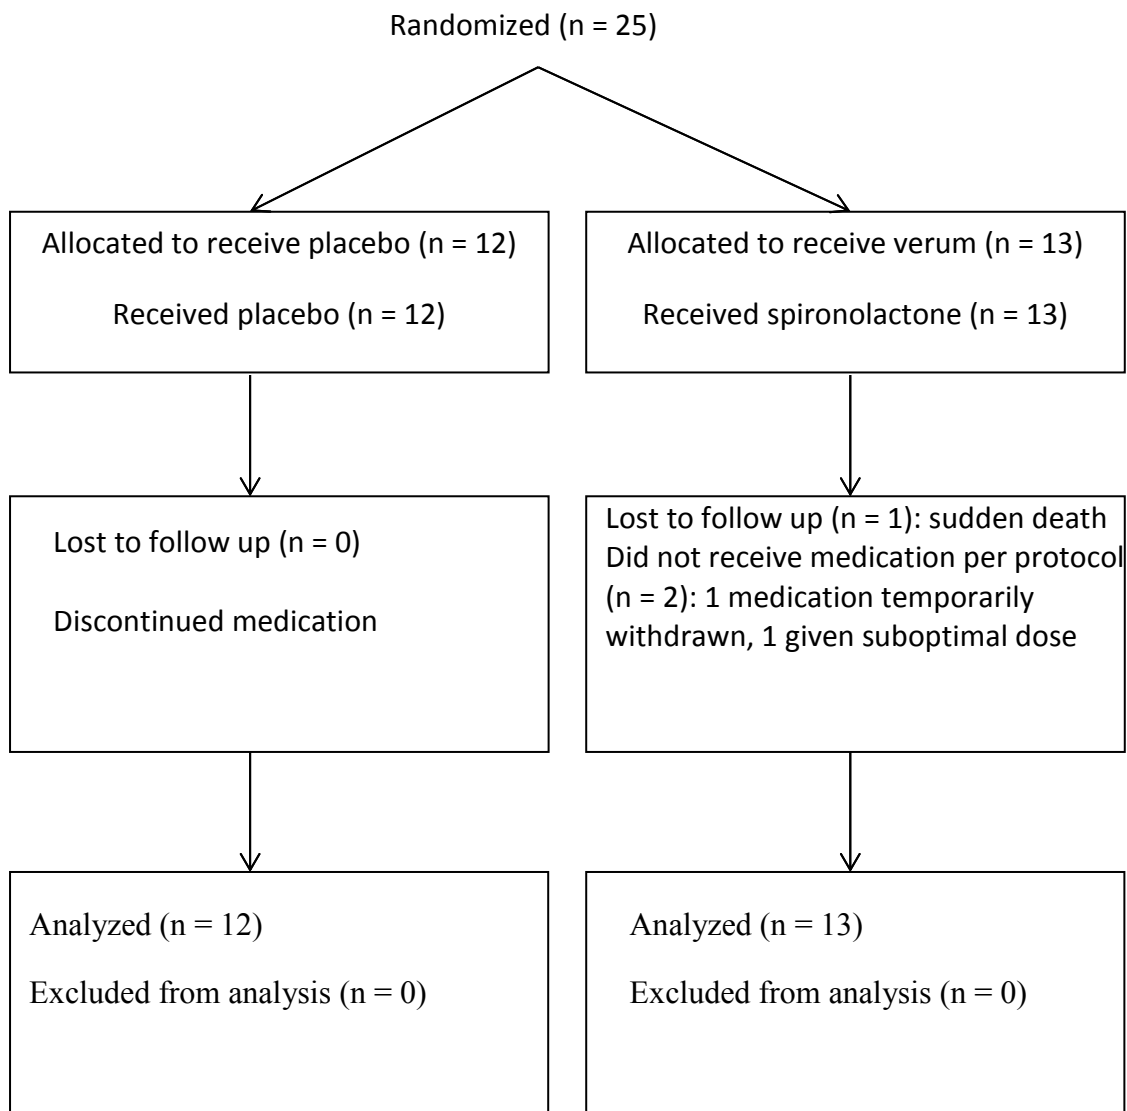 Randomized (n = 25)
Allocated to receive placebo (n = 12)
Received placebo (n = 12)
Allocated to receive verum (n = 13)
Received spironolactone (n = 13)
Lost to follow up (n = 0)
Discontinued medication
Lost to follow up (n = 1): sudden death
Did not receive medication per protocol
(n = 2): 1 medication temporarily
withdrawn, 1 given suboptimal dose
Analyzed (n = 12)
Excluded from analysis (n = 0)
Analyzed (n = 13)
Excluded from analysis (n = 0)